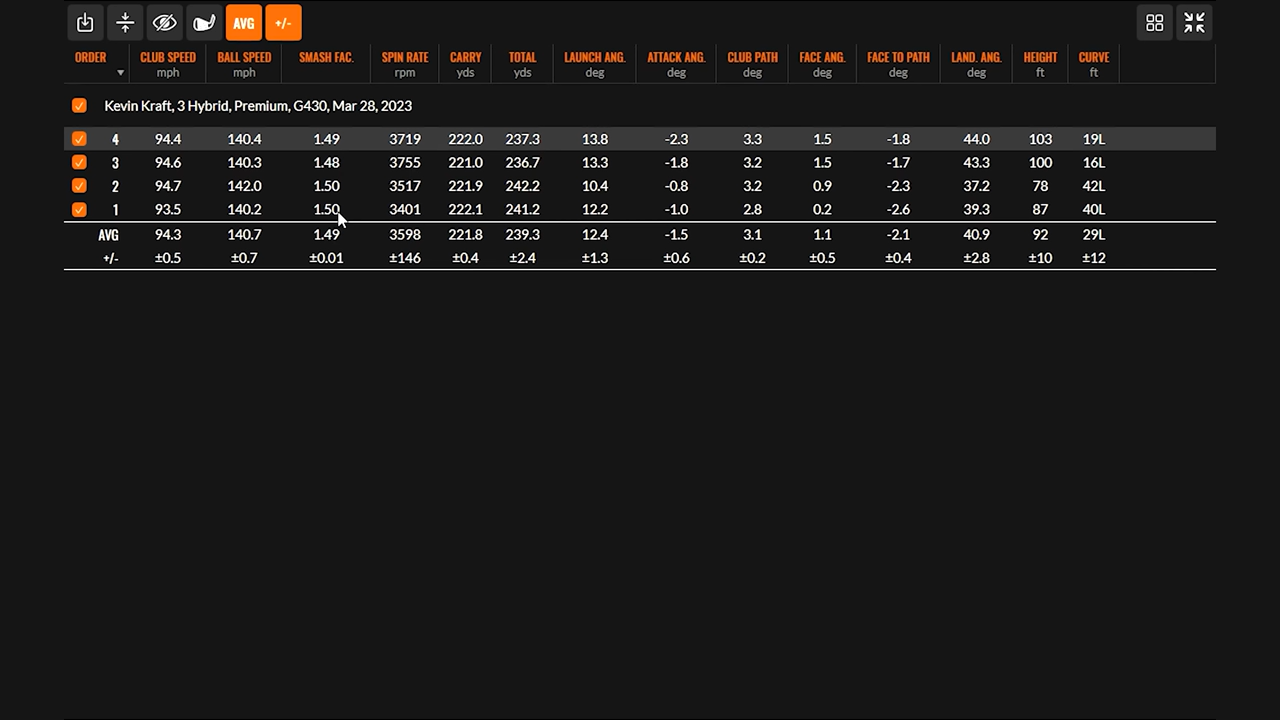 AVG +/-
ORDER CLUB SPEED BALL SPEED SMASH FAC. SPIN RATE CARRY TOTAL LAUNCH ANG. ATTACK ANG. CLUB PATH FACE ANG. FACE TO PATH LAND. ANG. HEIGHT CURVE
mph mph rpm yds yds deg deg deg deg deg deg ft ft
Kevin Kraft, 3 Hybrid, Premium, G430, Mar 28, 2023
4 94.4 140.4 1.49 3719 222.0 237.3 13.8 -2.3 3.3 1.5 -1.8 44.0 103 19L
3 94.6 140.3 1.48 3755 221.0 236.7 13.3 -1.8 3.2 1.5 -1.7 43.3 100 16L
2 94.7 142.0 1.50 3517 221.9 242.2 10.4 -0.8 3.2 0.9 -2.3 37.2 78 42L
1 93.5 140.2 1.50 3401 222.1 241.2 12.2 -1.0 2.8 0.2 -2.6 39.3 87 40L
AVG 94.3 140.7 1.49 3598 221.8 239.3 12.4 -1.5 3.1 1.1 -2.1 40.9 92 29L
+/- ±0.5 ±0.7 ±0.01 ±146 ±0.4 ±2.4 ±1.3 ±0.6 ±0.2 ±0.5 ±0.4 ±2.8 ±10 ±12